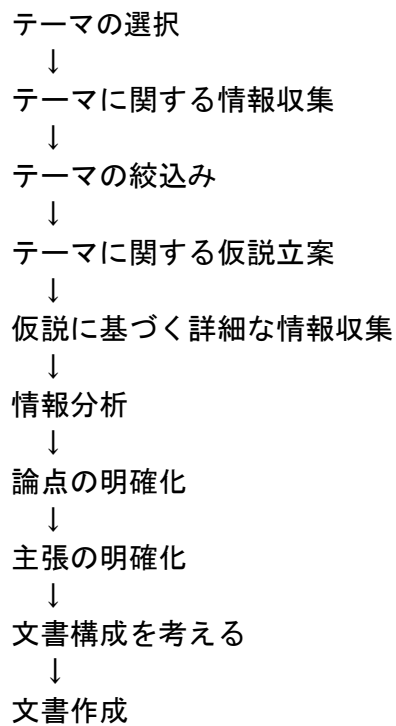 テーマの選択
↓
テーマに関する情報収集
↓
テーマの絞込み
↓
テーマに関する仮説立案
↓
仮説に基づく詳細な情報収集
↓
情報分析
↓
論点の明確化
↓
主張の明確化
↓
文書構成を考える
↓
文書作成